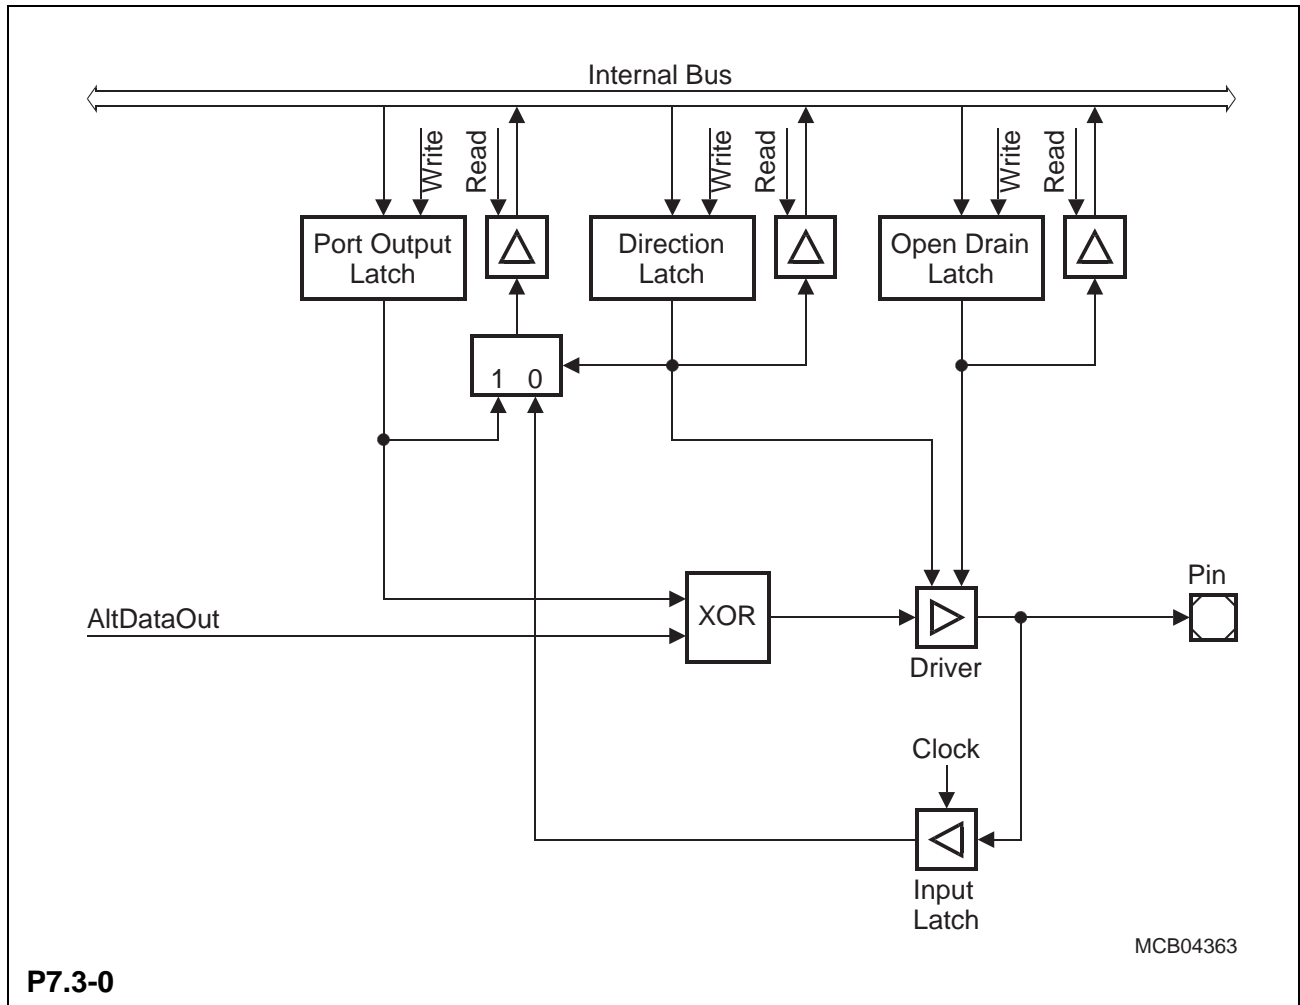 Internal Bus
Write
Read
Write
Read
Write
Read
Port Output
Latch
Direction
Latch
Open Drain
Latch
1 0
AltDataOut
XOR
Driver
Pin
Clock
Input
Latch
MCB04363
P7.3-0